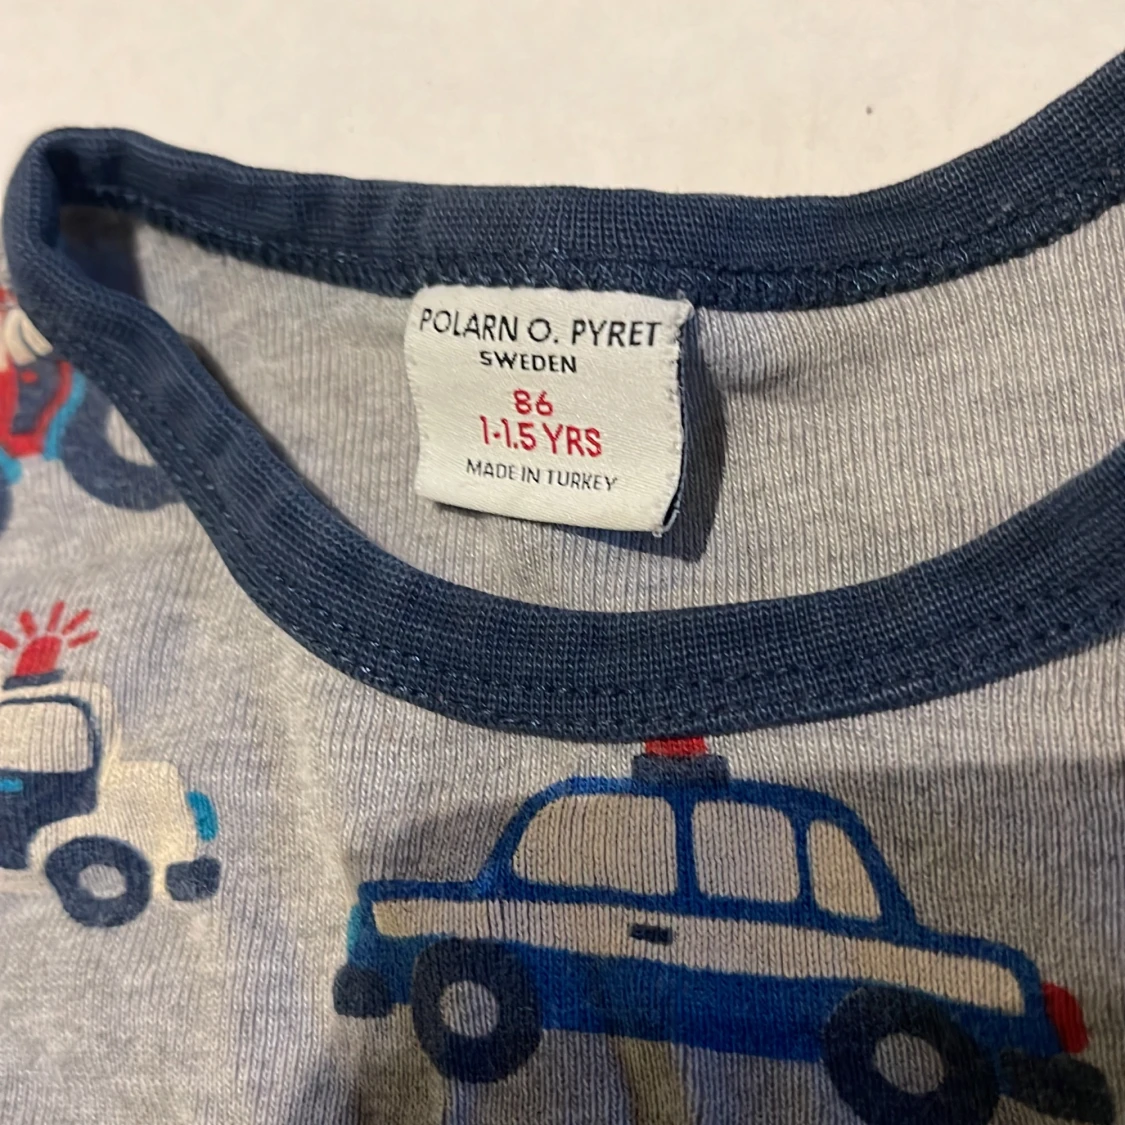 POLARN O. PYRET
SWEDEN
86
1-1.5 YRS
MADE IN TURKEY